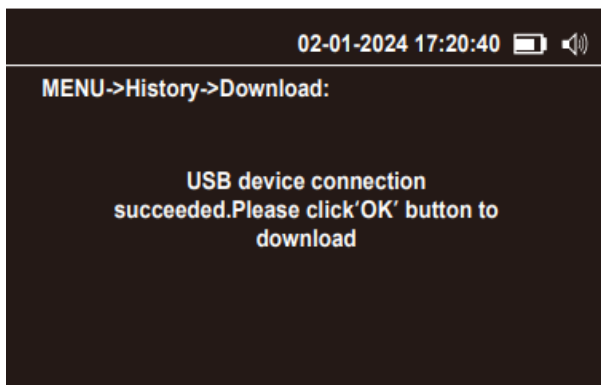 02-01-2024 17:20:40
MENU->History->Download:
USB device connection
succeeded.Please click‘OK’ button to
download